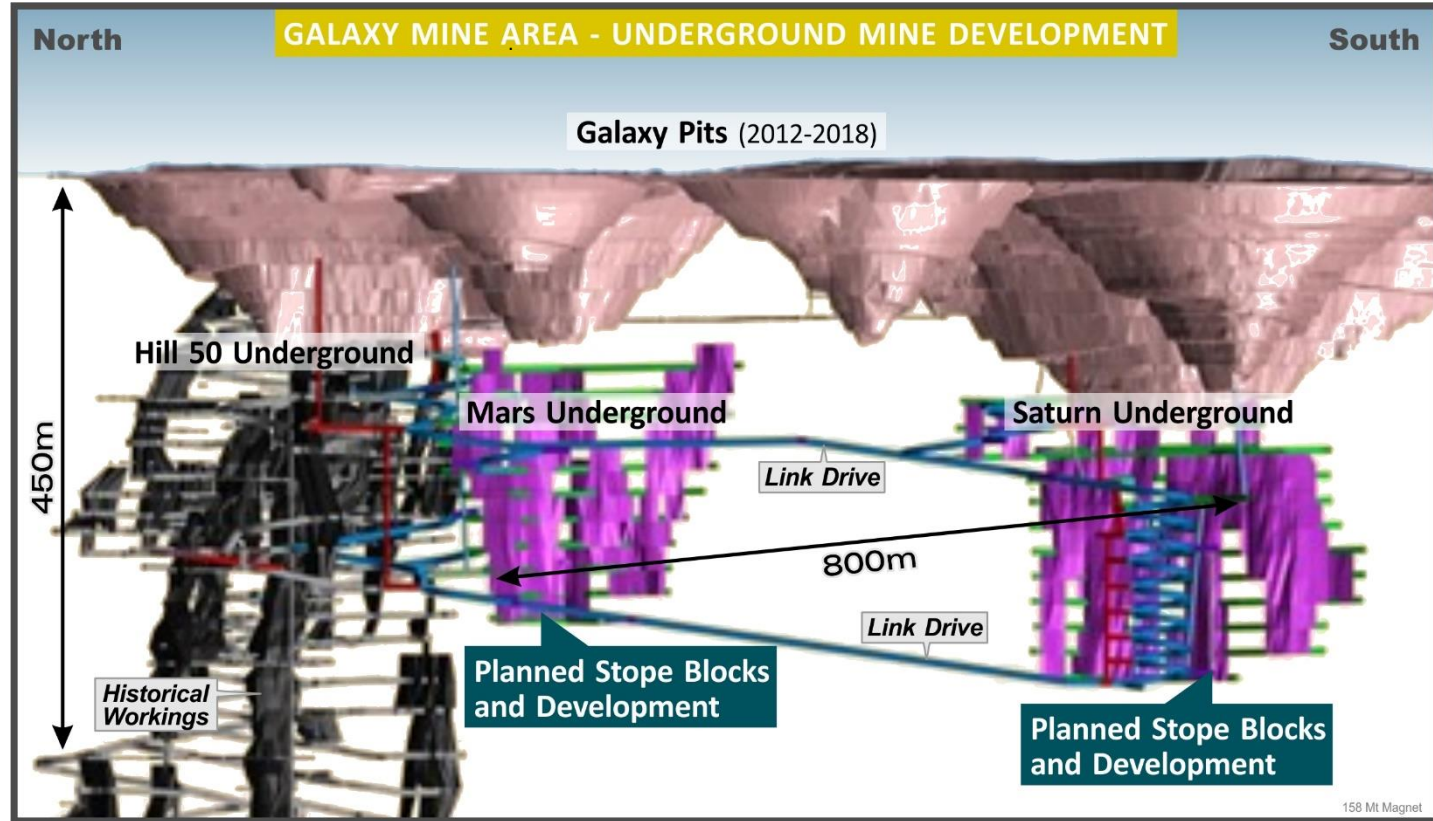 North
GALAXY MINE AREA - UNDERGROUND MINE DEVELOPMENT
South
Galaxy Pits (2012-2018)
450m
Hill 50 Underground
Mars Underground
Saturn Underground
Link Drive
800m
Link Drive
Historical
Workings
Planned Stope Blocks
and Development
Planned Stope Blocks
and Development
158 Mt Magnet